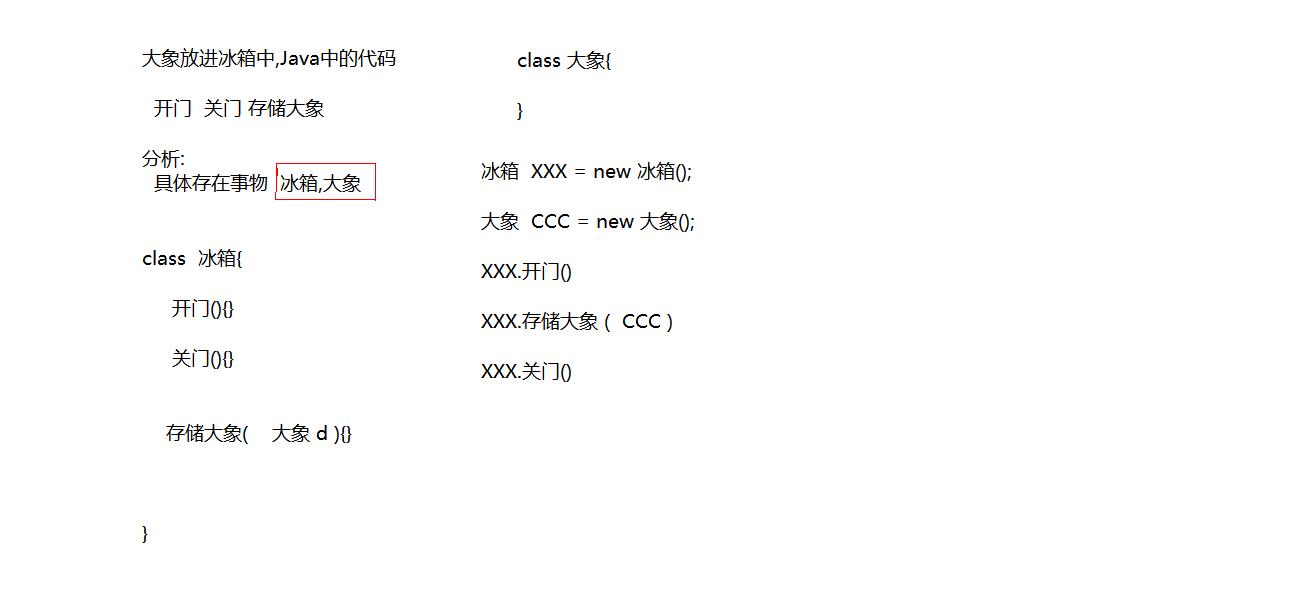 大象放进冰箱中,Java中的代码
开门 关门 存储大象
分析:
具体存在事物 冰箱,大象
class 冰箱{
开门(){}
关门(){}
存储大象( 大象 d ){}
}
class 大象{
}
冰箱 XXX = new 冰箱();
大象 CCC = new 大象();
XXX.开门()
XXX.存储大象 ( CCC )
XXX.关门()